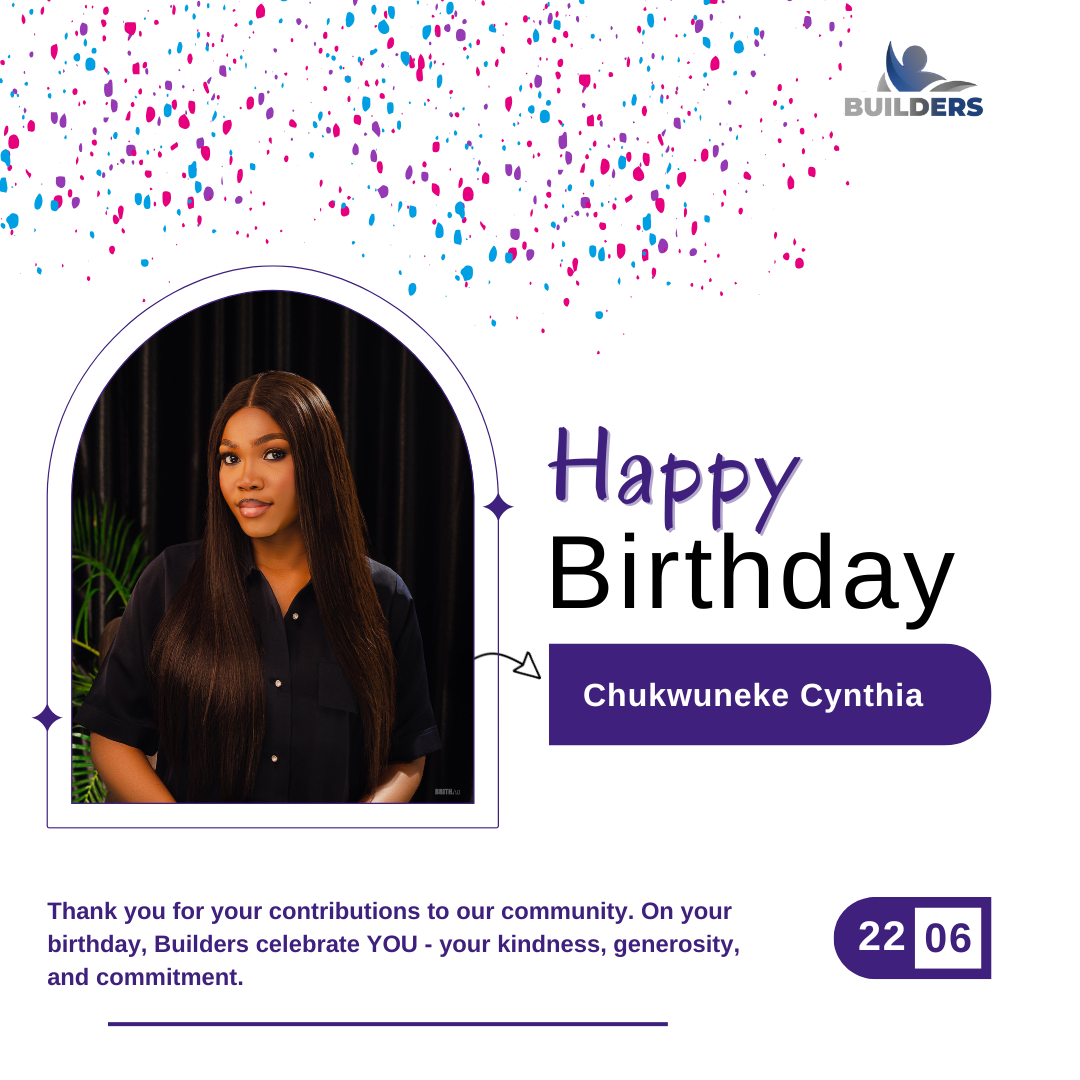 BUILDERS
Happy
Birthday
Chukwuneke Cynthia
Thank you for your contributions to our community. On your
birthday, Builders celebrate YOU - your kindness, generosity,
and commitment.
22 06